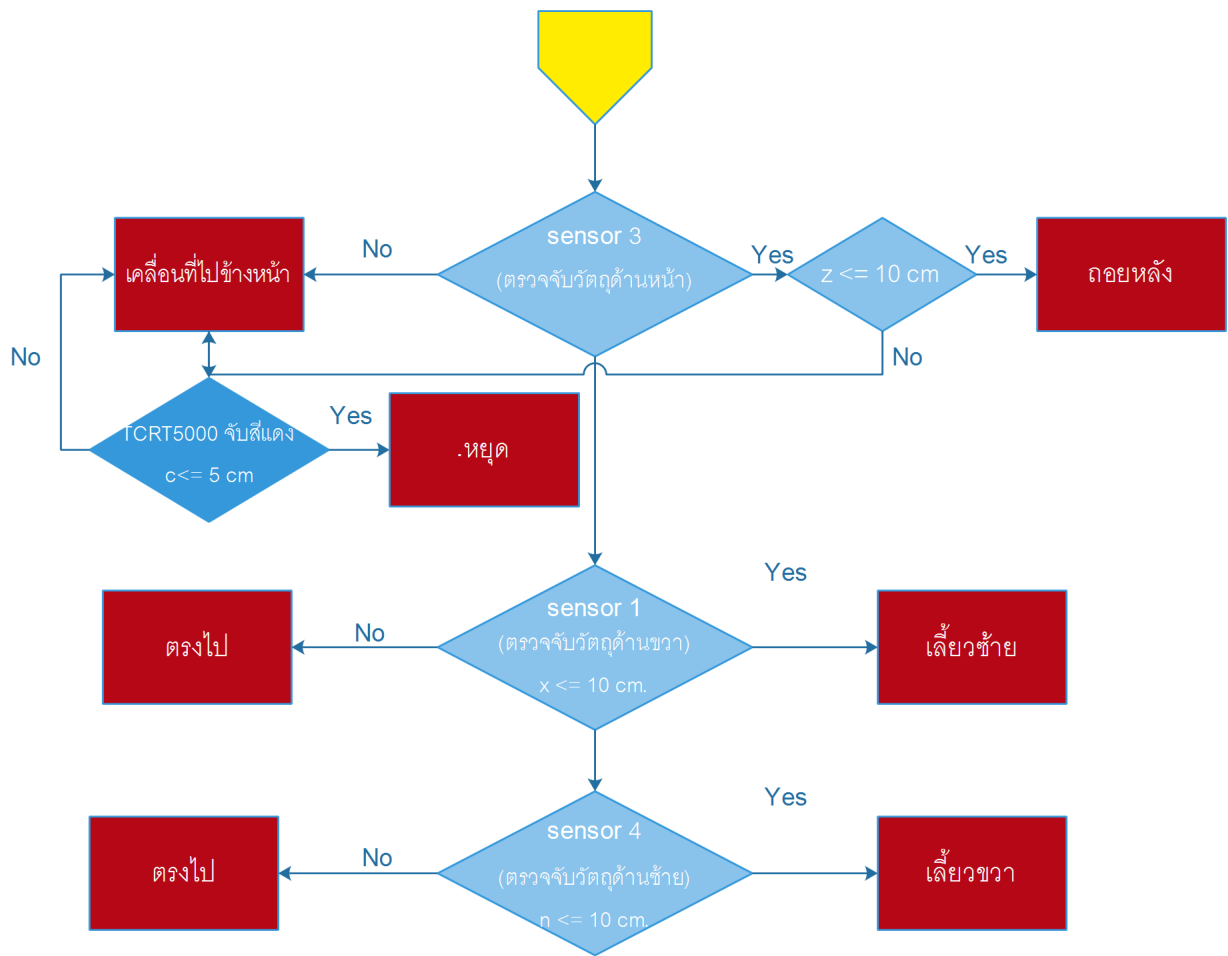 sensor 3
(ตรวจจับวัตถุด้านหน้า)
No
Yes
z <= 10 cm
Yes
ถอยหลัง
เคลื่อนที่ไปข้างหน้า
No
No
TCRT5000 จับสีแดง
c<= 5 cm
Yes
.หยุด
sensor 1
(ตรวจจับวัตถุด้านขวา)
x <= 10 cm.
No
ตรงไป
Yes
เลี้ยวซ้าย
sensor 4
(ตรวจจับวัตถุด้านซ้าย)
n <= 10 cm.
No
ตรงไป
Yes
เลี้ยวขวา